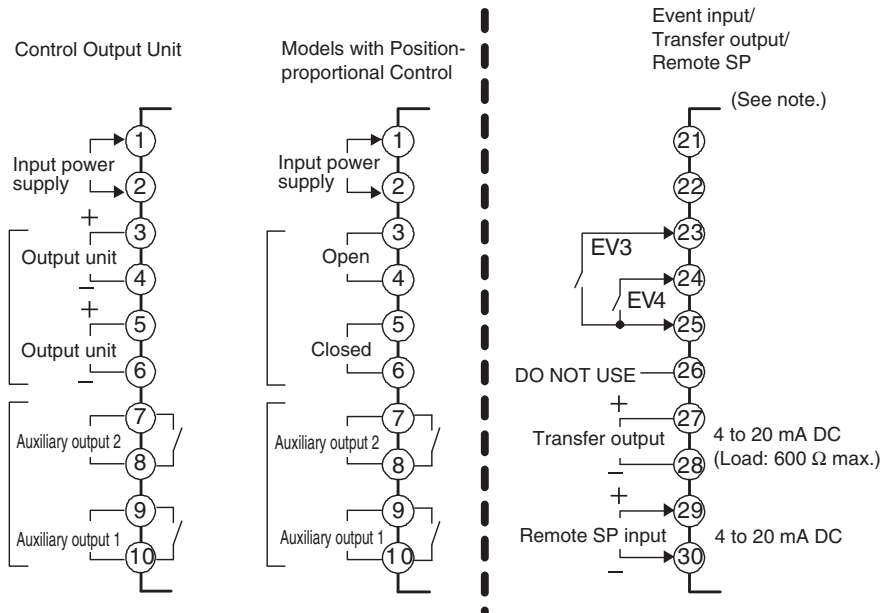 Control Output Unit
1
Input power
supply
2
+
3
Output unit
4
–
+
5
Output unit
6
–
7
Auxiliary output 2
8
9
Auxiliary output 1
10
Models with Position-
proportional Control
1
Input power
supply
2
3
Open
4
5
Closed
6
7
Auxiliary output 2
8
9
Auxiliary output 1
10
Event input/
Transfer output/
Remote SP
(See note.)
21
22
23
EV3
24
EV4
25
DO NOT USE
26
+
27
Transfer output
4 to 20 mA DC
(Load: 600 Ω max.)
28
–
+
29
Remote SP input
4 to 20 mA DC
30
–